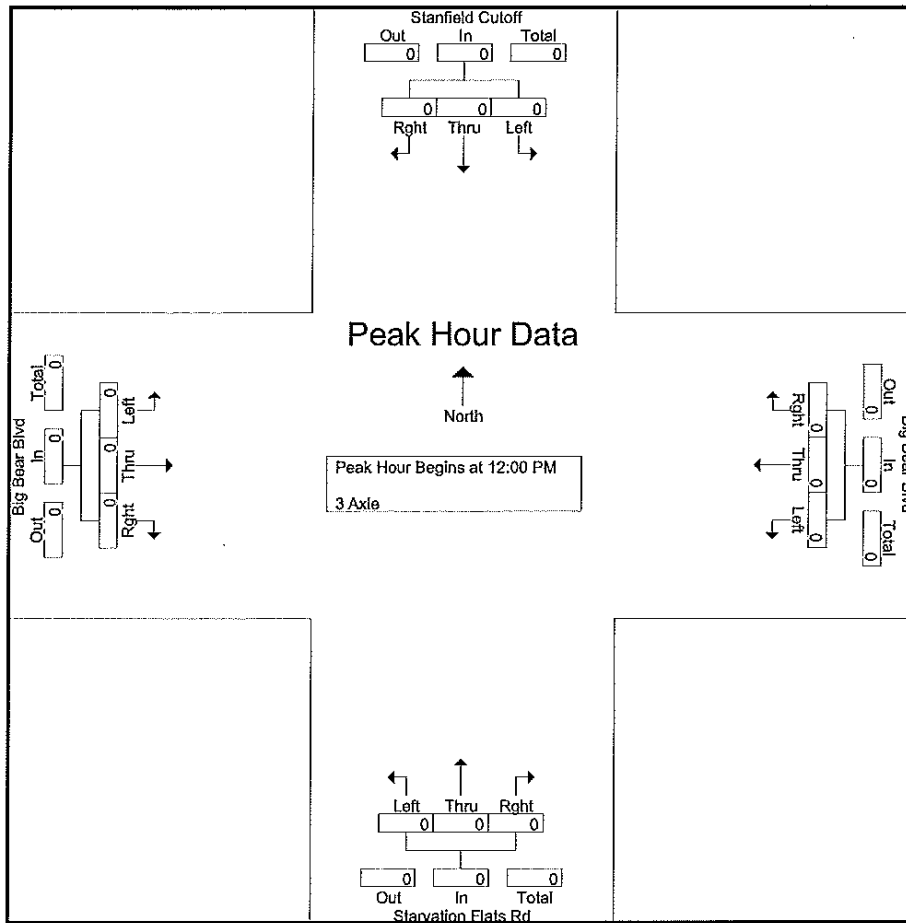 Stanfield Cutoff
Out In Total
0 0 0
0 0 0
Rght Thru Left
Peak Hour Data
North
Peak Hour Begins at 12:00 PM
3 Axle
Big Bear Blvd
Out In Total
0 0 0
0 0 0
Rght Thru Left
Big Bear Blvd
Out In Total
0 0 0
0 0 0
Rght Thru Left
Left Thru Rght
0 0 0
0 0 0
Out In Total
Starvation Flats Rd